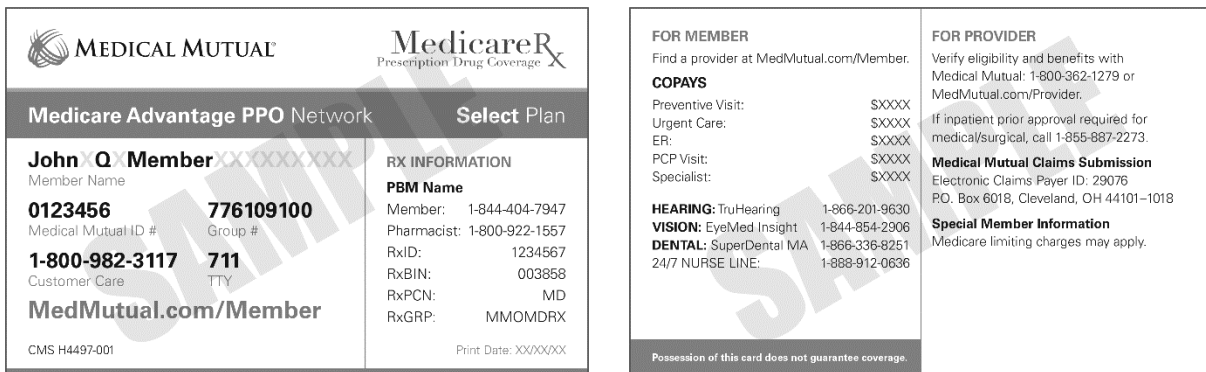 MEDICAL MUTUAL®
MedicareRx
Prescription Drug Coverage
Medicare Advantage PPO Network Select Plan
JohnXQXMemberXXXXXXXXX
Member Name
0123456 776109100
Medical Mutual ID # Group #
1-800-982-3117 711
Customer Care TTY
MedMutual.com/Member
CMS H4497-001
RX INFORMATION
PBM Name
Member: 1-844-404-7947
Pharmacist: 1-800-922-1557
RxID: 1234567
RxBIN: 003858
RxPCN: MD
RxGRP: MMOMDRX
Print Date: XX/XX/XX
SAMPLE
FOR MEMBER
Find a provider at MedMutual.com/Member.
COPAYS
Preventive Visit: $XXXX
Urgent Care: $XXXX
ER: $XXXX
PCP Visit: $XXXX
Specialist: $XXXX
HEARING: TruHearing 1-866-201-9630
VISION: EyeMed Insight 1-844-854-2906
DENTAL: SuperDental MA 1-866-336-8251
24/7 NURSE LINE: 1-888-912-0636
Possession of this card does not guarantee coverage.
FOR PROVIDER
Verify eligibility and benefits with
Medical Mutual: 1-800-362-1279 or
MedMutual.com/Provider.
If inpatient prior approval required for
medical/surgical, call 1-855-887-2273.
Medical Mutual Claims Submission
Electronic Claims Payer ID: 29076
P.O. Box 6018, Cleveland, OH 44101–1018
Special Member Information
Medicare limiting charges may apply.
SAMPLE